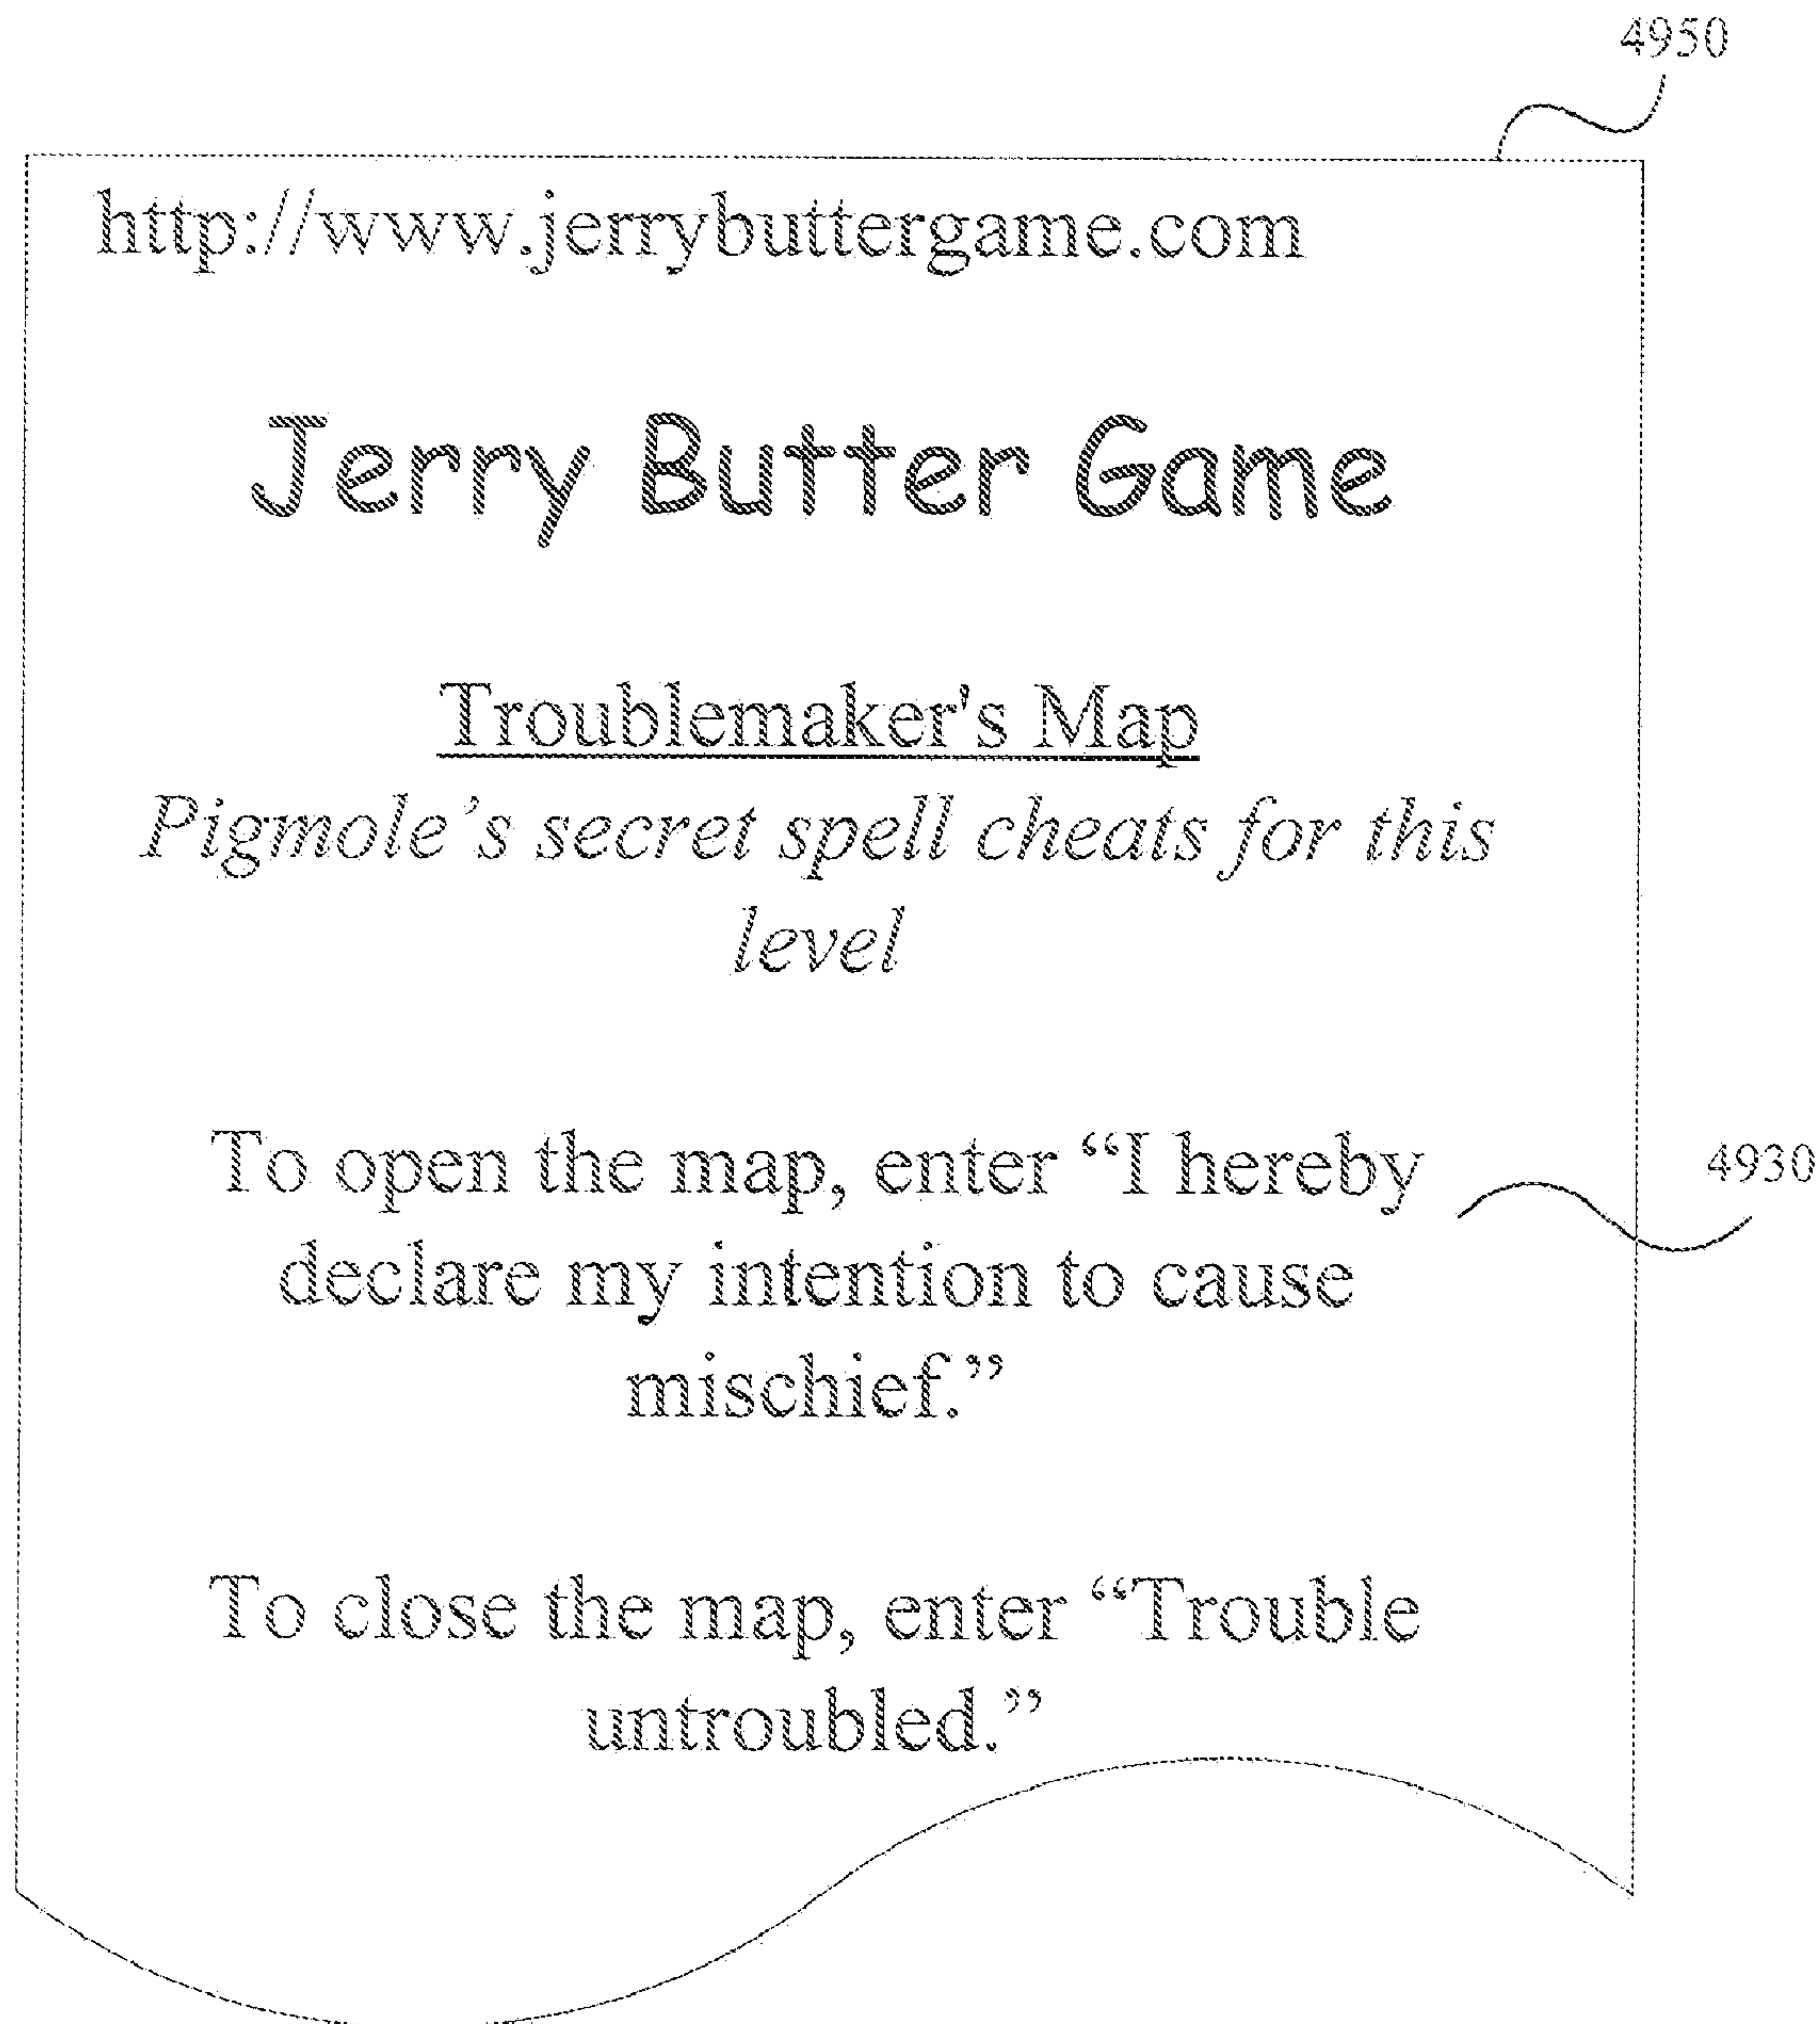 4950
http://www.jerrybuttergame.com
Jerry Butter Game
Troublemaker's Map
Pigmole’s secret spell cheats for this
level
To open the map, enter “I hereby
4930
declare my intention to cause
mischief.”
To close the map, enter “Trouble
untroubled.”